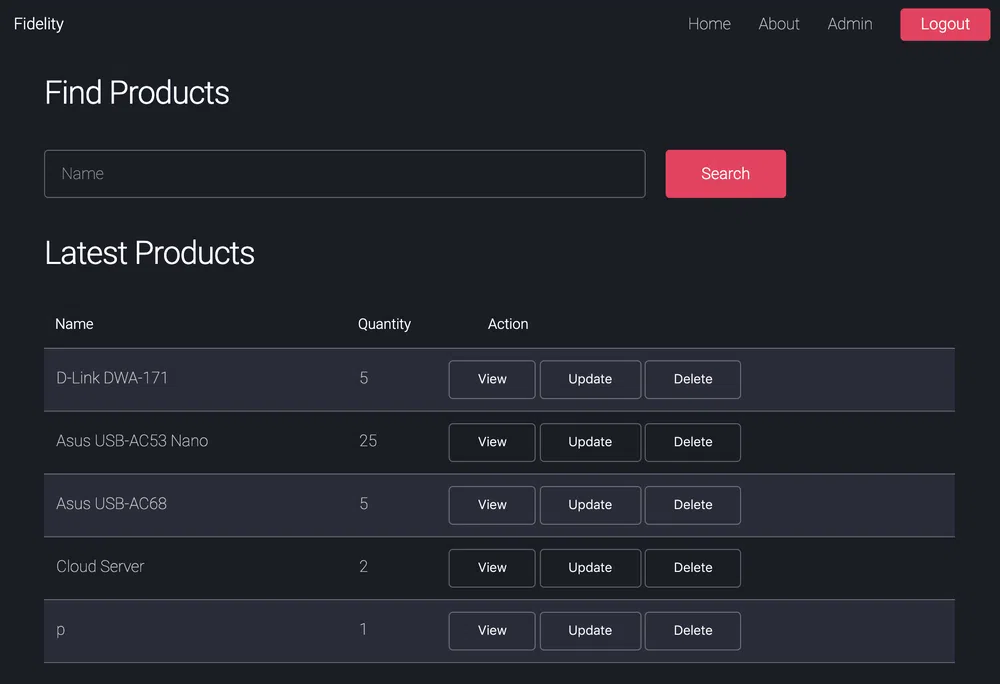 Fidelity Home About Admin Logout
Find Products
Name Search
Latest Products
Name Quantity Action
D-Link DWA-171 5 View Update Delete
Asus USB-AC53 Nano 25 View Update Delete
Asus USB-AC68 5 View Update Delete
Cloud Server 2 View Update Delete
p 1 View Update Delete